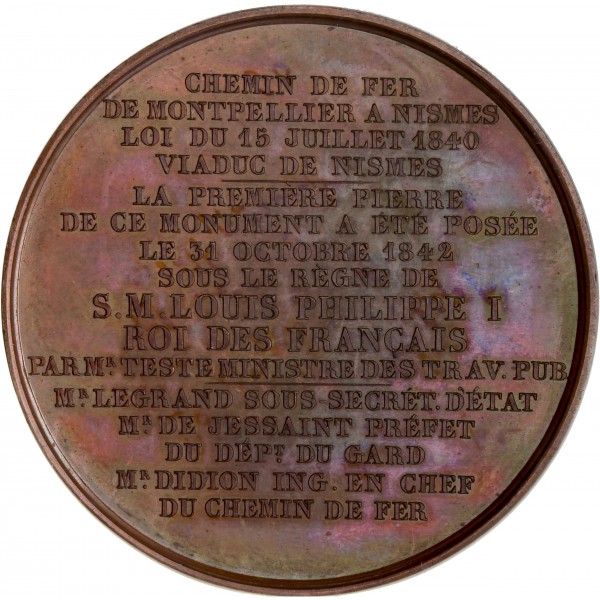 CHEMIN DE FER
DE MONTPELLIER A NISMES
LOI DU 15 JUILLET 1840
VIADUC DE NISMES
LA PREMIÈRE PIERRE
DE CE MONUMENT A ÉTÉ POSÉE
LE 31 OCTOBRE 1842
SOUS LE RÈGNE DE
S.M. LOUIS PHILIPPE I
ROI DES FRANÇAIS
PAR MR. TESTE MINISTRE DES TRAV. PUB
MR. LEGRAND SOUS-SECRÉT. D'ÉTAT
MR. DE JESSAINT PRÉFET
DU DÉPT. DU GARD
MR. DIDION ING. EN CHEF
DU CHEMIN DE FER